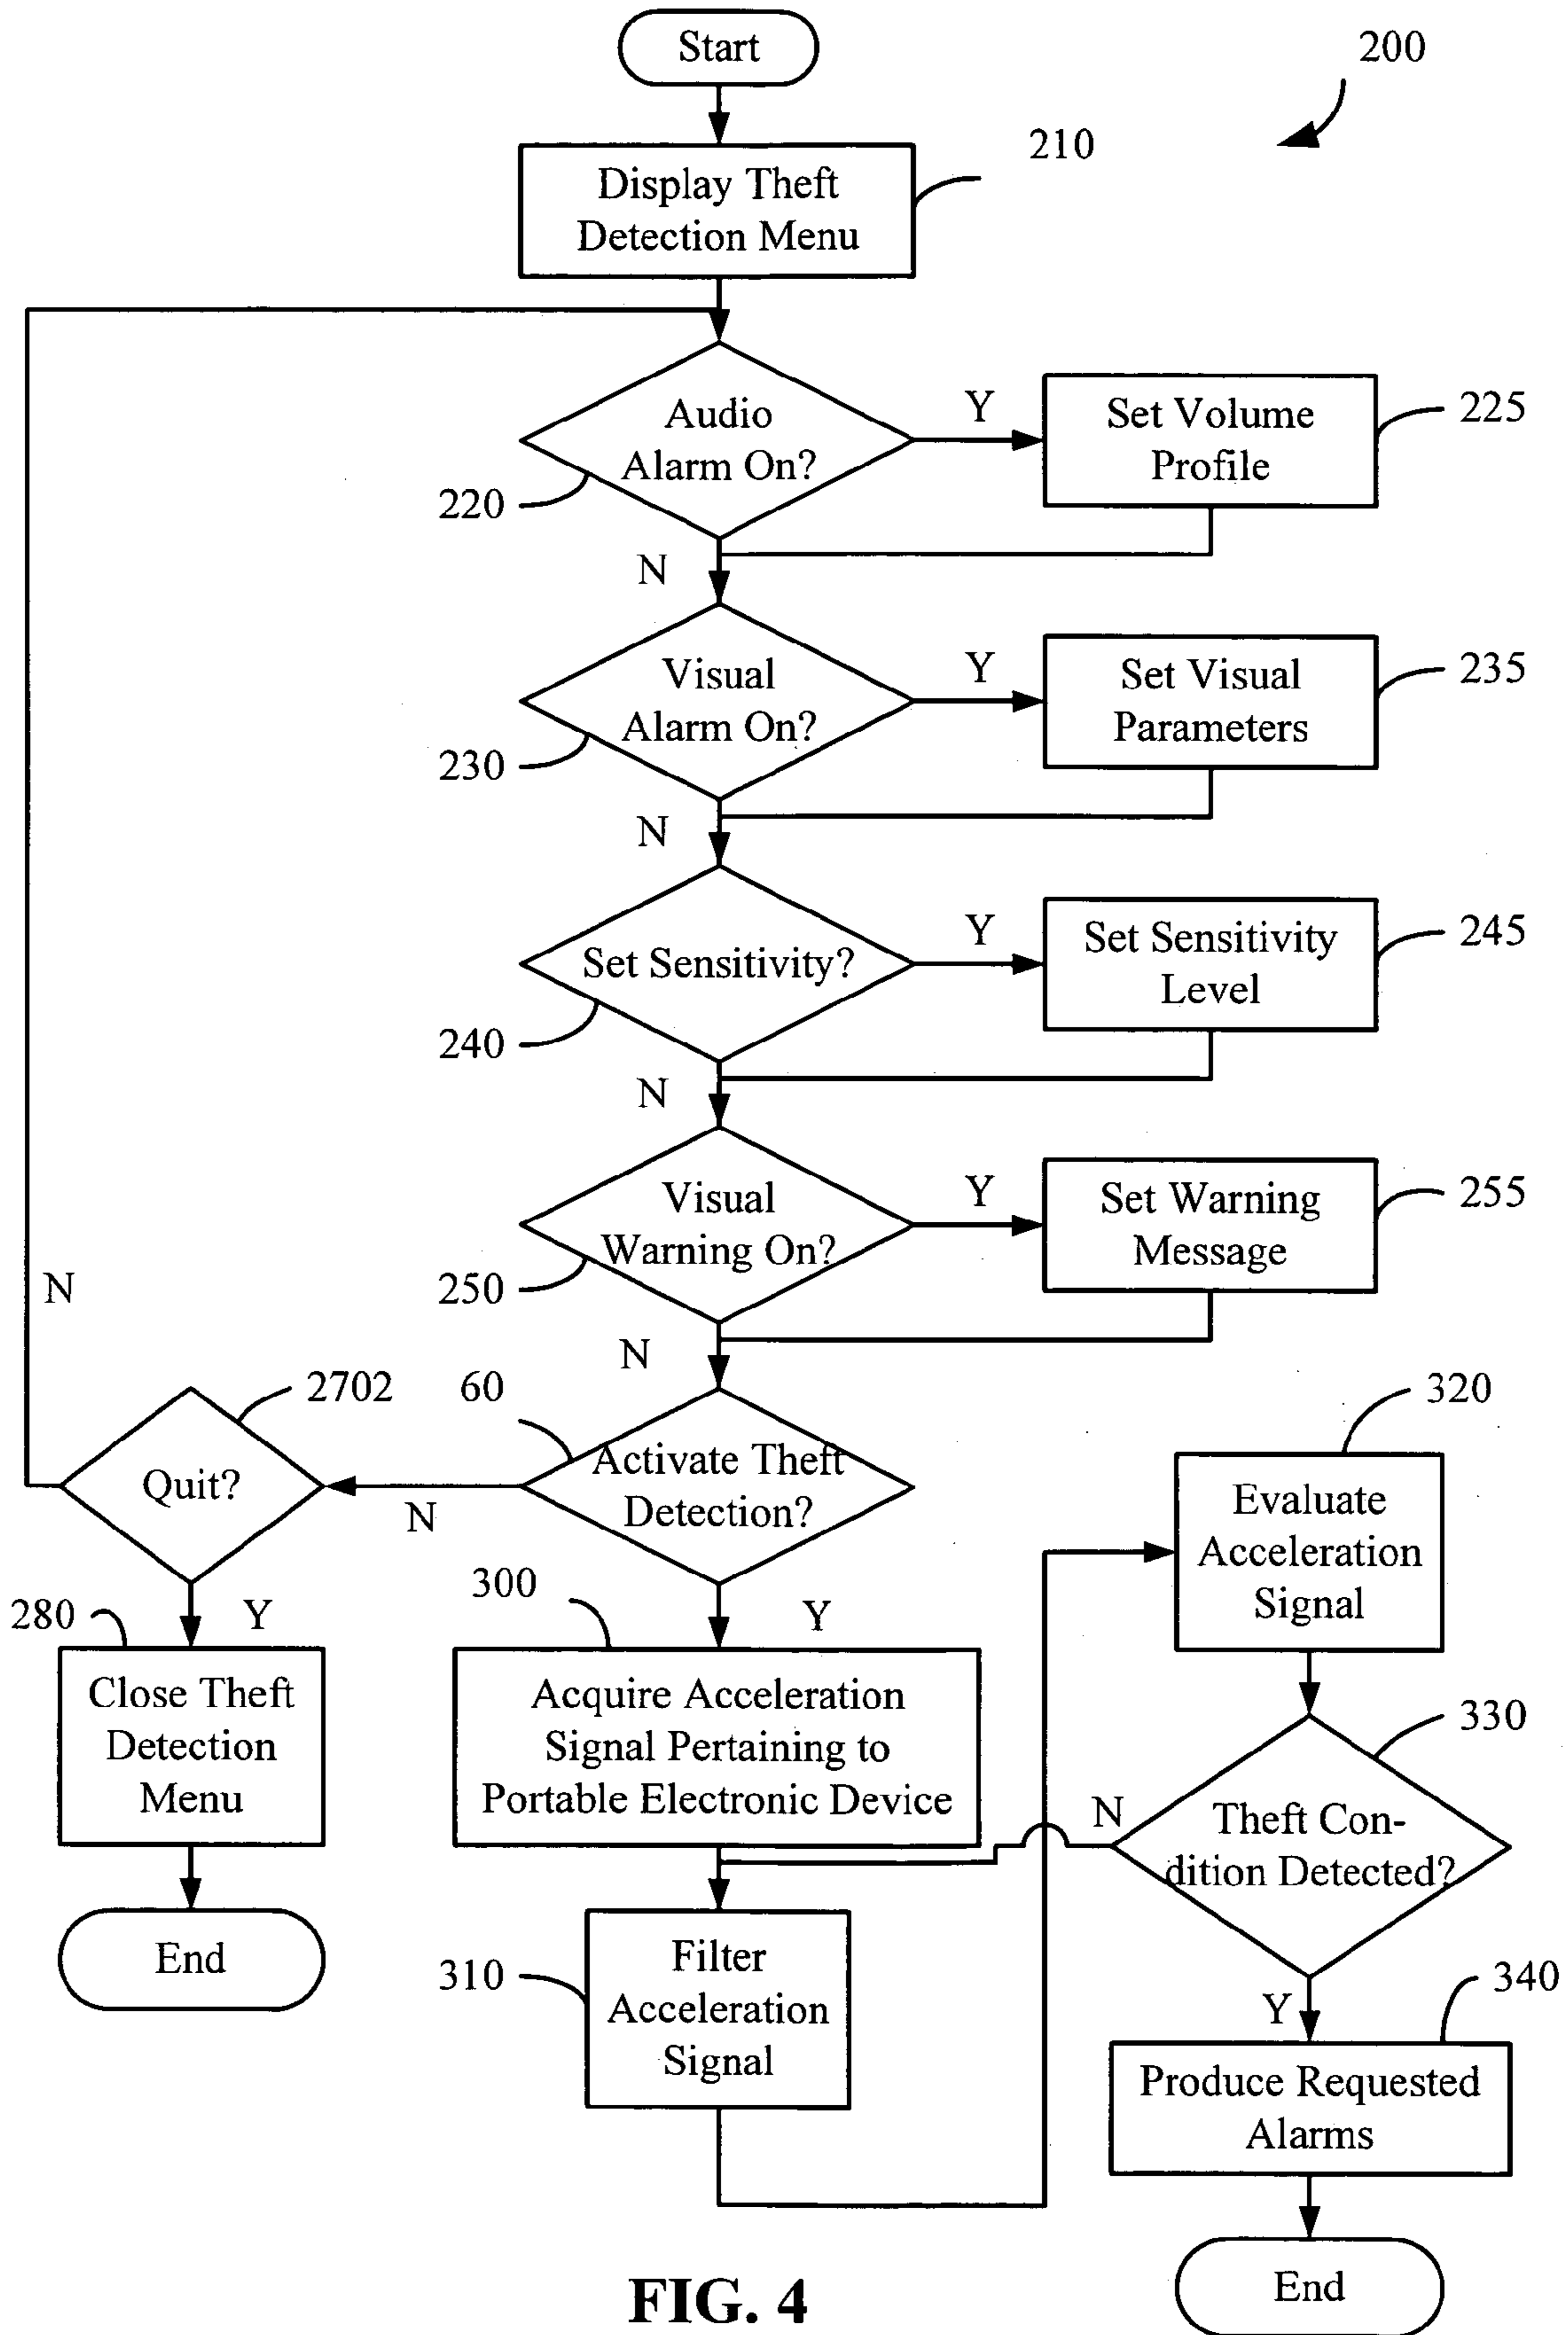 Start
200
210
Display Theft
Detection Menu
Audio
Alarm On?
Y
Set Volume
Profile
225
220
N
Visual
Alarm On?
Y
Set Visual
Parameters
235
230
N
Set Sensitivity?
Y
Set Sensitivity
Level
245
240
N
Visual
Warning On?
Y
Set Warning
Message
255
250
N
N
2702
60
320
Quit?
N
Activate Theft
Detection?
Evaluate
Acceleration
Signal
280
Y
300
Y
Close Theft
Detection
Menu
Acquire Acceleration
Signal Pertaining to
Portable Electronic Device
330
N
Theft Con-
dition Detected?
End
310
Filter
Acceleration
Signal
Y
340
Produce Requested
Alarms
End
FIG. 4